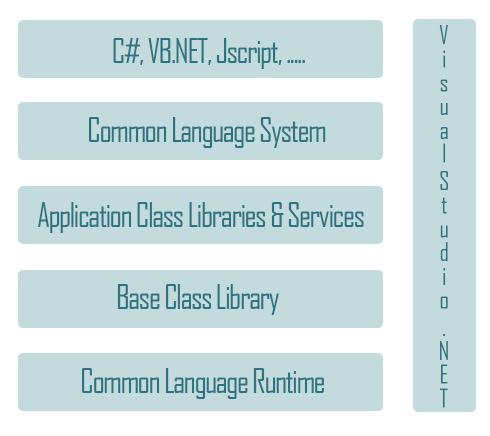 C#, VB.NET, Jscript, .....
Common Language System
Application Class Libraries & Services
Base Class Library
Common Language Runtime
Visual Studio .NET